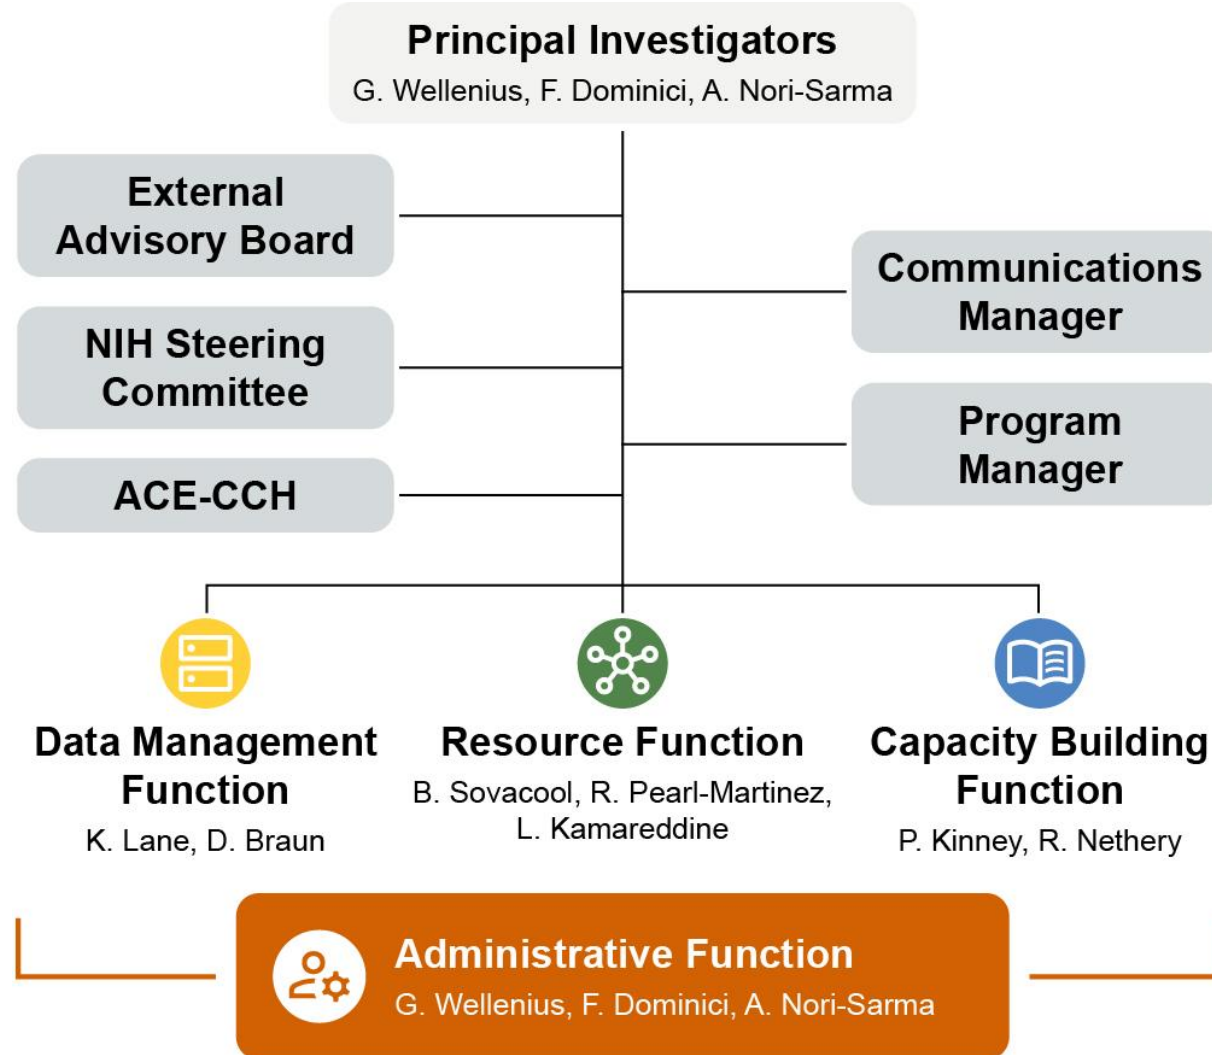 Principal Investigators
G. Wellenius, F. Dominici, A. Nori-Sarma
External
Advisory Board
NIH Steering
Committee
ACE-CCH
Communications
Manager
Program
Manager
Data Management
Function
K. Lane, D. Braun
Resource Function
B. Sovacool, R. Pearl-Martinez,
L. Kamareddine
Capacity Building
Function
P. Kinney, R. Nethery
Administrative Function
G. Wellenius, F. Dominici, A. Nori-Sarma